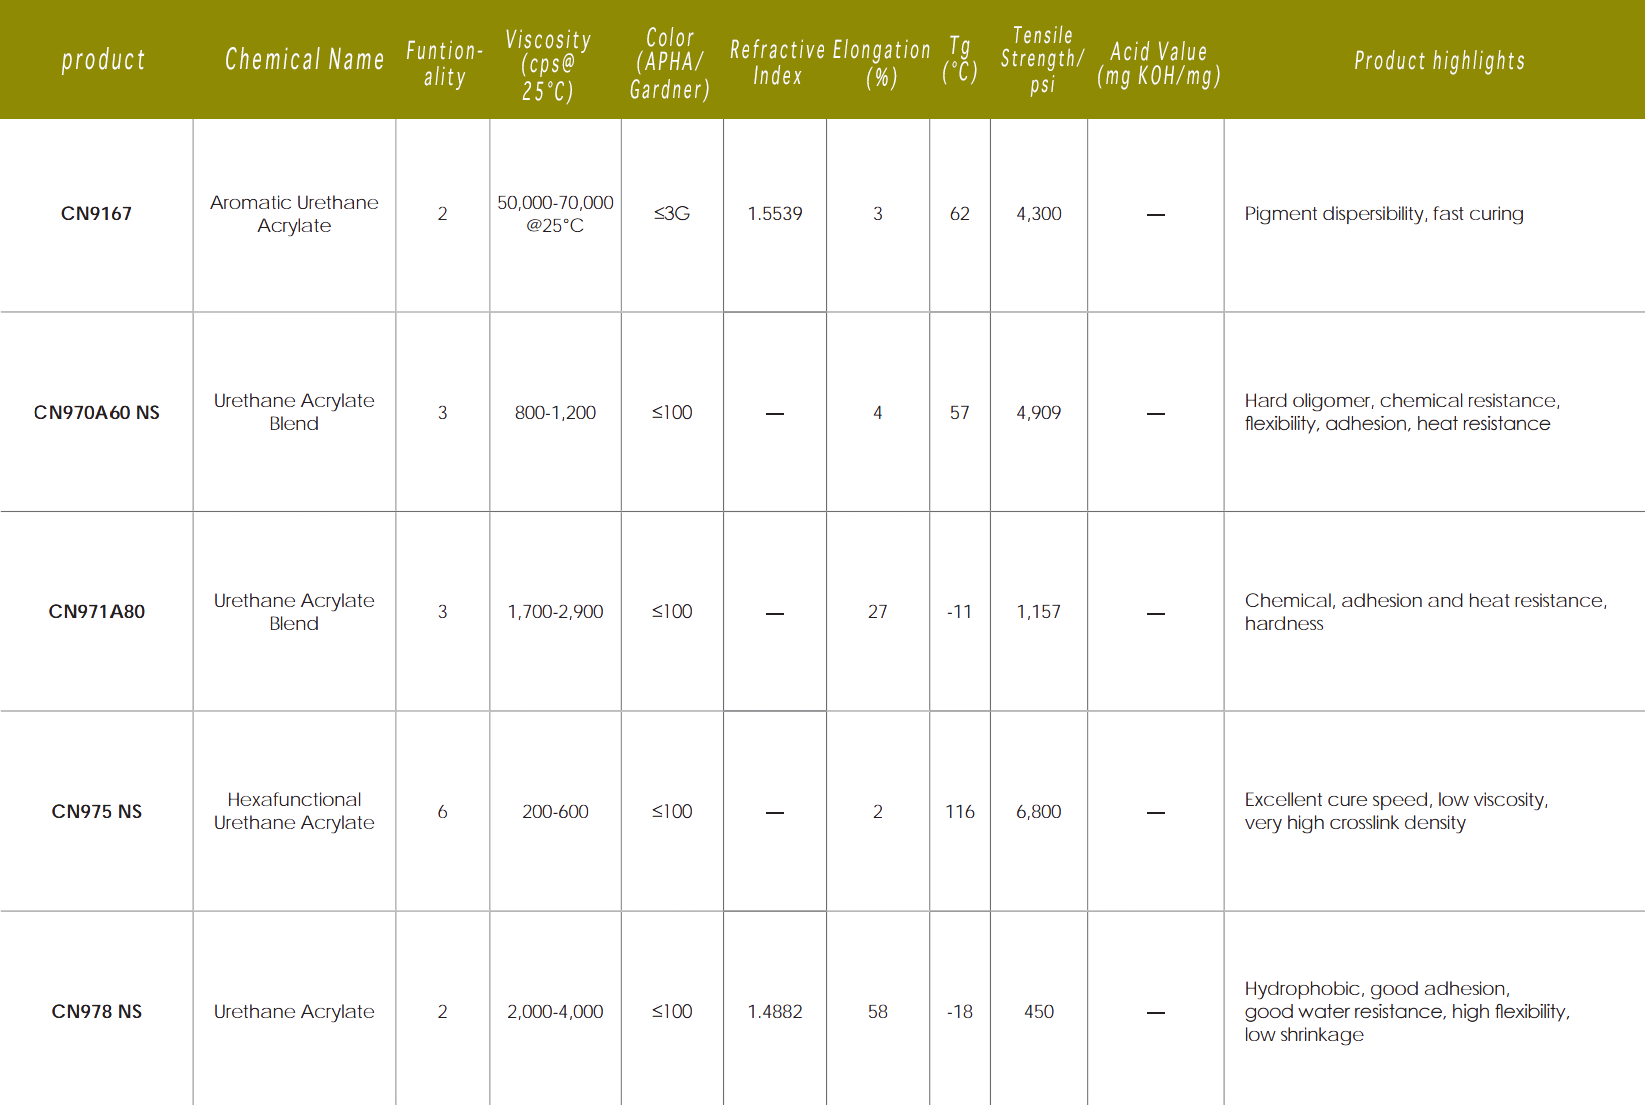 product
Chemical Name
Funtion-
ality
Viscosity
(cps@
25°C)
Color
(APHA/
Gardner)
Refractive
Index
Elongation
(%)
Tg
(°C)
Tensile
Strength/
psi
Acid Value
(mg KOH/mg)
Product highlights
CN9167
Aromatic Urethane
Acrylate
2
50,000-70,000
@25°C
≤3G
1.5539
3
62
4,300
—
Pigment dispersibility, fast curing
CN970A60 NS
Urethane Acrylate
Blend
3
800-1,200
≤100
—
4
57
4,909
—
Hard oligomer, chemical resistance,
flexibility, adhesion, heat resistance
CN971A80
Urethane Acrylate
Blend
3
1,700-2,900
≤100
—
27
-11
1,157
—
Chemical, adhesion and heat resistance,
hardness
CN975 NS
Hexafunctional
Urethane Acrylate
6
200-600
≤100
—
2
116
6,800
—
Excellent cure speed, low viscosity,
very high crosslink density
CN978 NS
Urethane Acrylate
2
2,000-4,000
≤100
1.4882
58
-18
450
—
Hydrophobic, good adhesion,
good water resistance, high flexibility,
low shrinkage